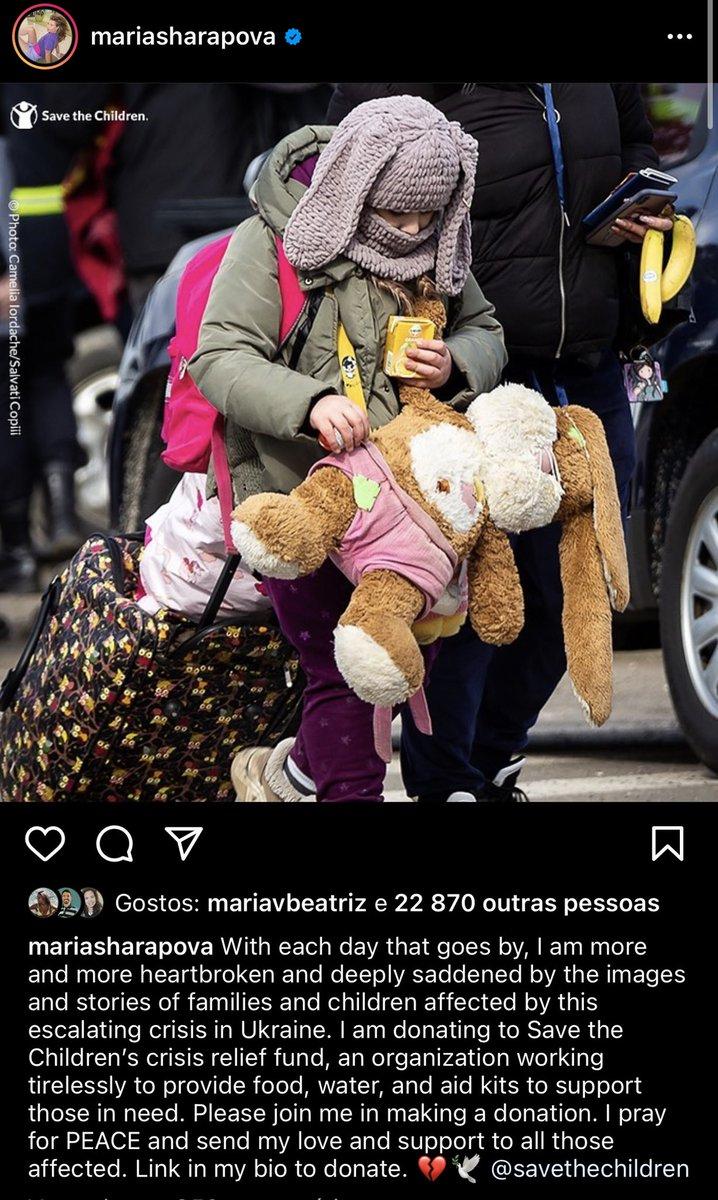 mariasharapova
Save the Children.
© Photo: Camelia Iordache/Salvati Copiii
Gostos: mariavbeatriz e 22 870 outras pessoas
mariasharapova With each day that goes by, I am more
and more heartbroken and deeply saddened by the images
and stories of families and children affected by this
escalating crisis in Ukraine. I am donating to Save the
Children’s crisis relief fund, an organization working
tirelessly to provide food, water, and aid kits to support
those in need. Please join me in making a donation. I pray
for PEACE and send my love and support to all those
affected. Link in my bio to donate. 💔🕊️ @savethechildren